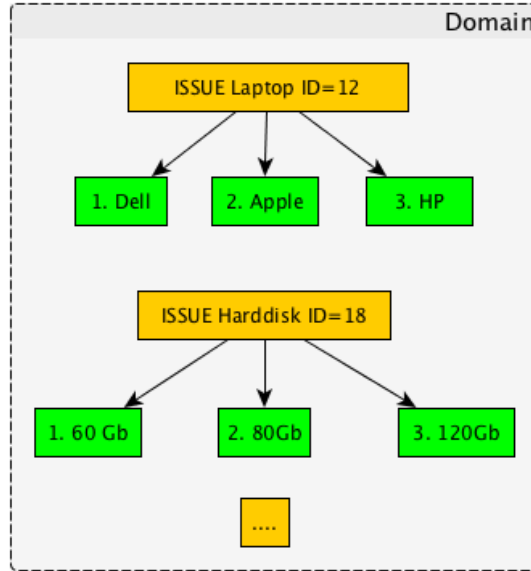 Domain
ISSUE Laptop ID=12
1. Dell
2. Apple
3. HP
ISSUE Harddisk ID=18
1. 60 Gb
2. 80Gb
3. 120Gb
....